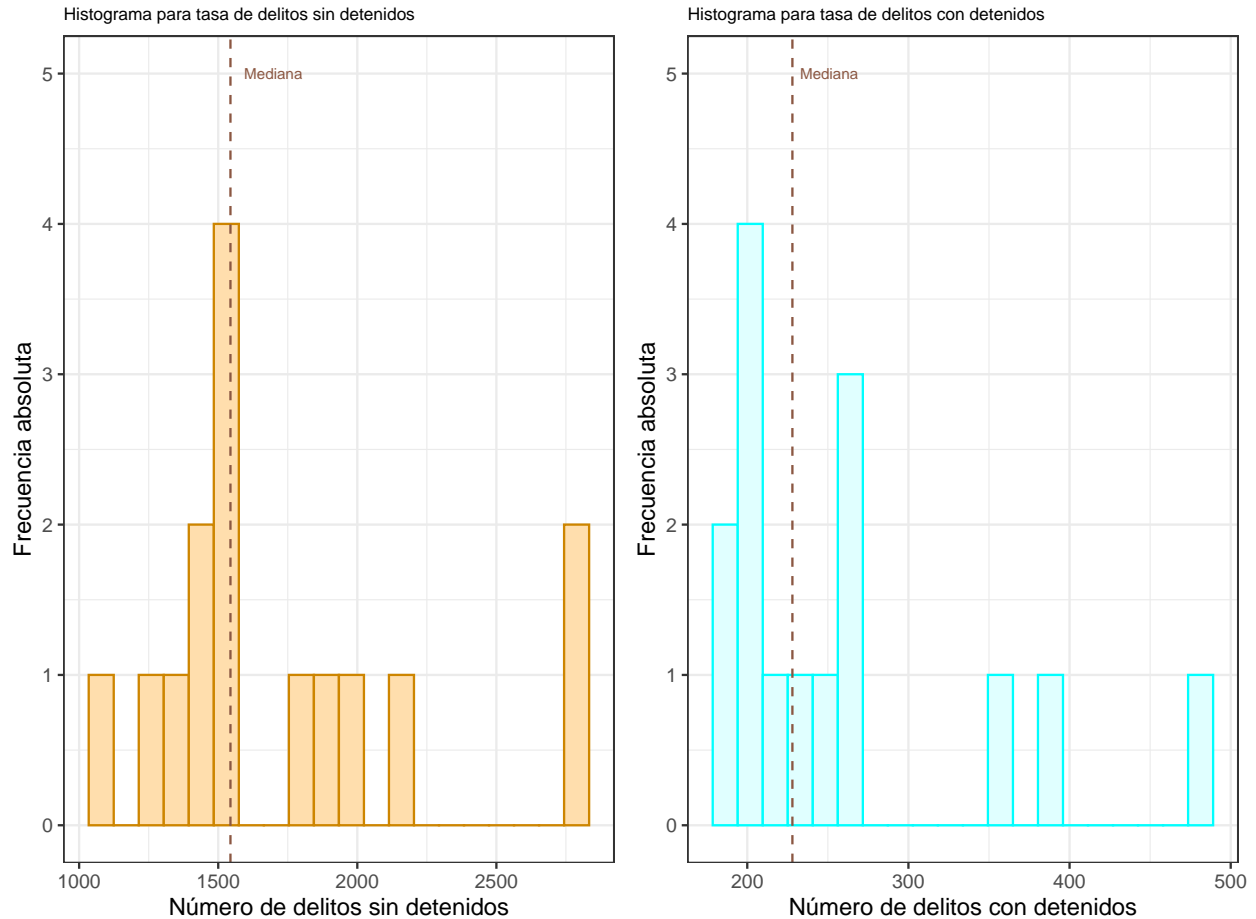 Histograma para tasa de delitos sin detenidos
Mediana
Frecuencia absoluta
5
4
3
2
1
0
1000 1500 2000 2500
Número de delitos sin detenidos
Histograma para tasa de delitos con detenidos
Mediana
Frecuencia absoluta
5
4
3
2
1
0
200 300 400 500
Número de delitos con detenidos